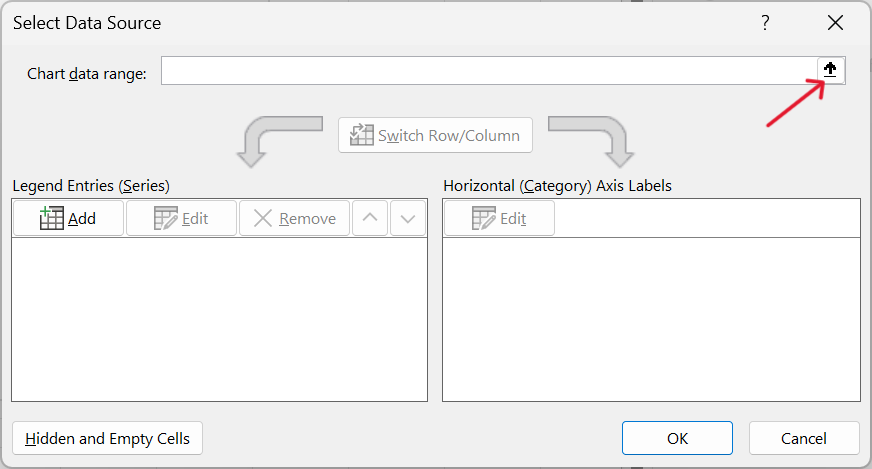 Select Data Source
?
Chart data range:
Switch Row/Column
Legend Entries (Series)
Horizontal (Category) Axis Labels
Add Edit Remove
Edit
Hidden and Empty Cells
OK
Cancel